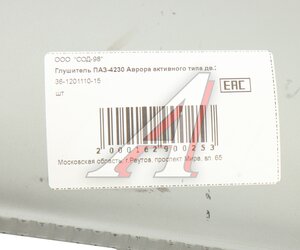 ООО "СОД-98"
Глушитель ПАЗ-4230 Аврора активного типа дв.:
38-1201110-15
шт
EAC
2000162900253
Московская область, г.Реутов, проспект Мира, вл. 65